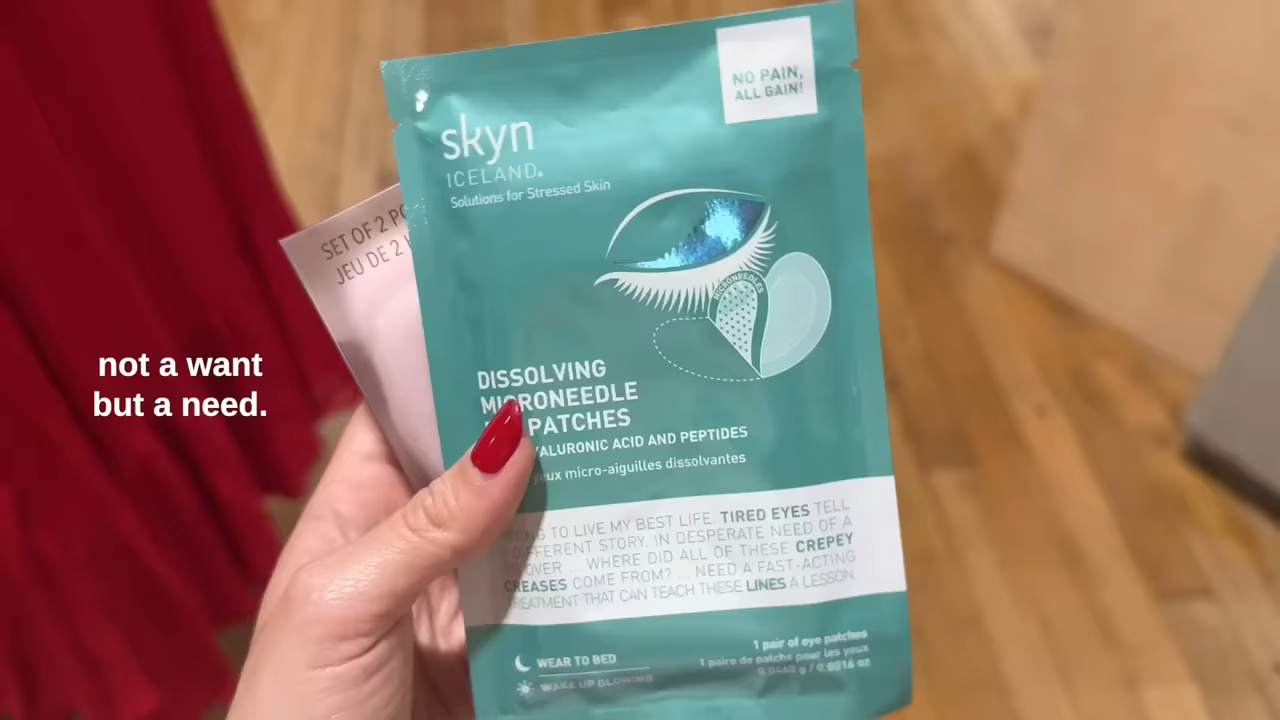 NO PAIN,
ALL GAIN!
skyn
ICELAND.
Solutions for Stressed Skin
SET OF 2
JEU DE 2
MICRONEEDLES
not a want
but a need.
DISSOLVING
MICRONEEDLE
PATCHES
ALURONIC ACID AND PEPTIDES
yeux micro-aiguilles dissolvantes
TO LIVE MY BEST LIFE, TIRED EYES TELL
DIFFERENT STORY. IN DESPERATE NEED OF A
OVER ... WHERE DID ALL OF THESE CREPEY
CREASES COME FROM? ... NEED A FAST-ACTING
TREATMENT THAT CAN TEACH THESE LINES A LESSON.
WEAR TO BED
WAKE UP GLOWING
1 pair of eye patches
1 paire de patchs pour les yeux